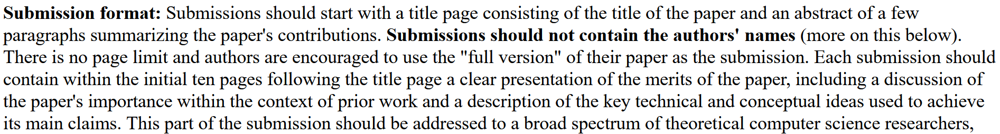 Submission format: Submissions should start with a title page consisting of the title of the paper and an abstract of a few
paragraphs summarizing the paper's contributions. Submissions should not contain the authors' names (more on this below).
There is no page limit and authors are encouraged to use the "full version" of their paper as the submission. Each submission should
contain within the initial ten pages following the title page a clear presentation of the merits of the paper, including a discussion of
the paper's importance within the context of prior work and a description of the key technical and conceptual ideas used to achieve
its main claims. This part of the submission should be addressed to a broad spectrum of theoretical computer science researchers,